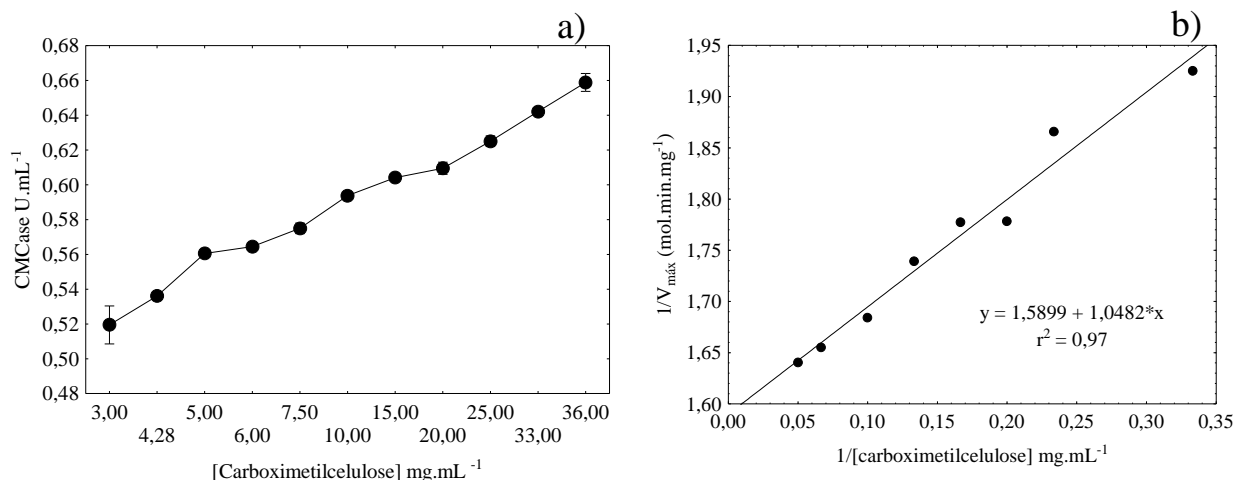 a)
0,68
0,66
0,64
0,62
0,60
0,58
0,56
0,54
0,52
0,50
0,48
CMCase U.mL⁻¹
3,00 5,00 7,50 15,00 25,00 36,00
4,28 6,00 10,00 20,00 33,00
[Carboximetilcelulose] mg.mL ⁻¹
b)
1,95
1,90
1,85
1,80
1,75
1,70
1,65
1,60
1/Vmáx (mol.min.mg⁻¹)
y = 1,5899 + 1,0482*x
r² = 0,97
0,00 0,05 0,10 0,15 0,20 0,25 0,30 0,35
1/[carboximetilcelulose] mg.mL⁻¹